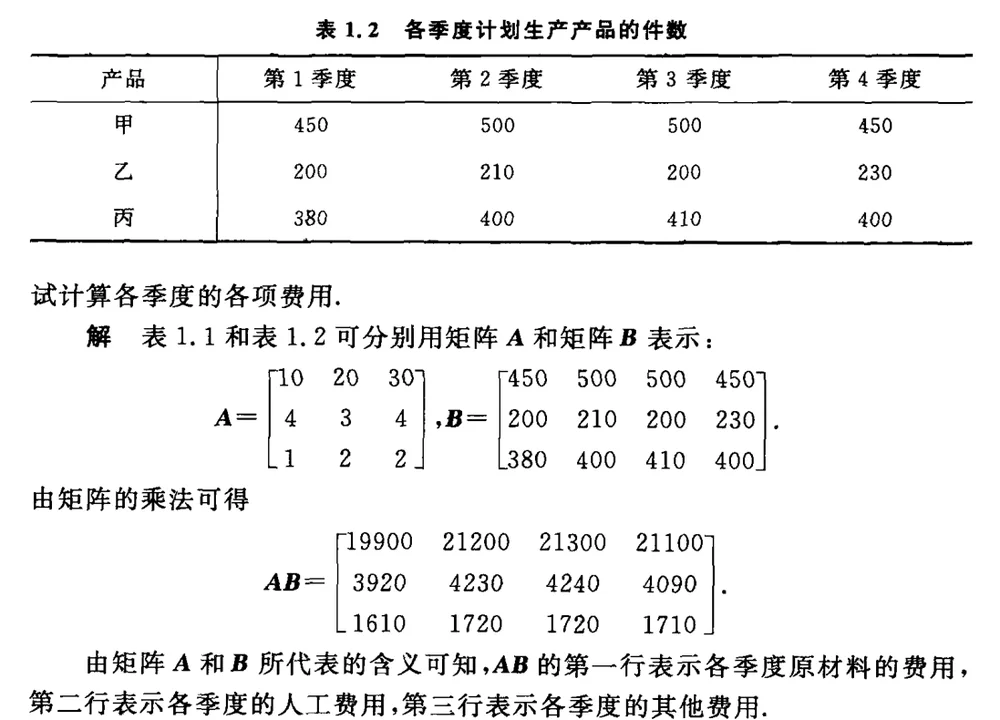 表 1.2 各季度计划生产产品的件数
产品 第 1 季度 第 2 季度 第 3 季度 第 4 季度
甲 450 500 500 450
乙 200 210 200 230
丙 380 400 410 400
试计算各季度的各项费用.
解 表 1.1 和表 1.2 可分别用矩阵 A 和矩阵 B 表示:
A=[10 20 30 ,B=[450 500 500 450
4 3 4 200 210 200 230 .
1 2 2] 380 400 410 400]
由矩阵的乘法可得
AB=[19900 21200 21300 21100
3920 4230 4240 4090 .
1610 1720 1720 1710]
由矩阵 A 和 B 所代表的含义可知,AB 的第一行表示各季度原材料的费用,
第二行表示各季度的人工费用,第三行表示各季度的其他费用.